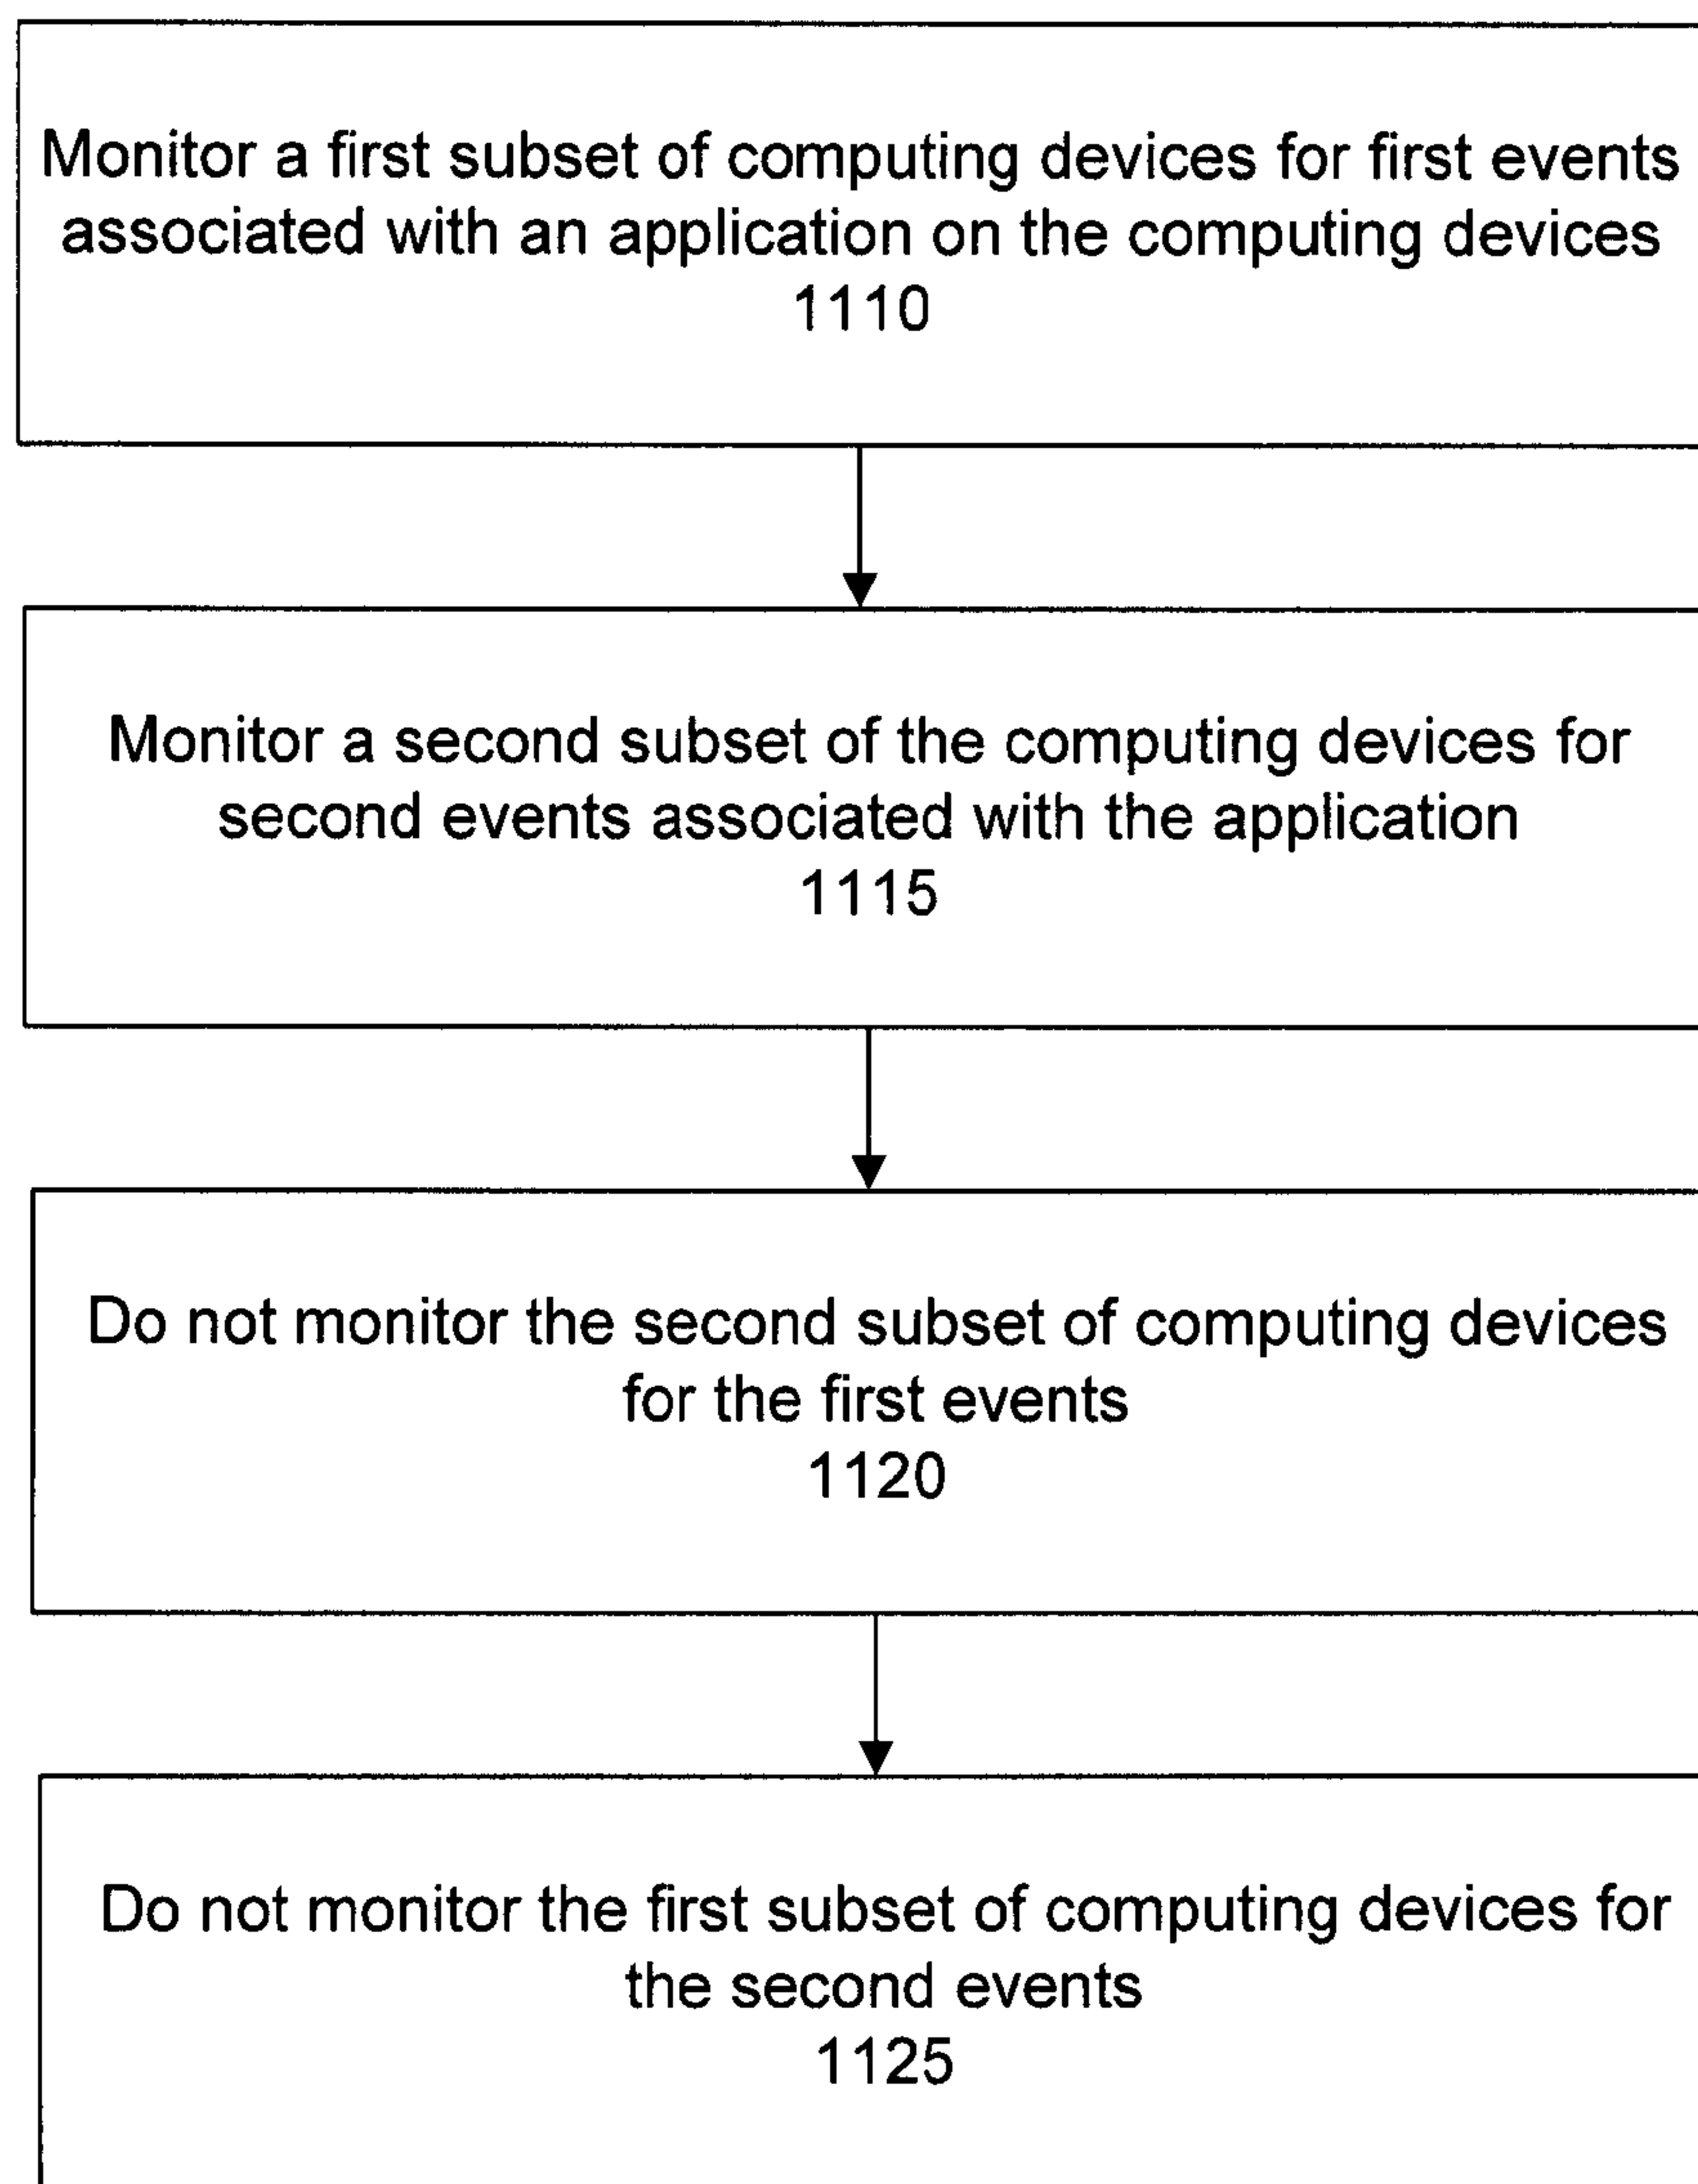 Monitor a first subset of computing devices for first events
associated with an application on the computing devices
1110
Monitor a second subset of the computing devices for
second events associated with the application
1115
Do not monitor the second subset of computing devices
for the first events
1120
Do not monitor the first subset of computing devices for
the second events
1125